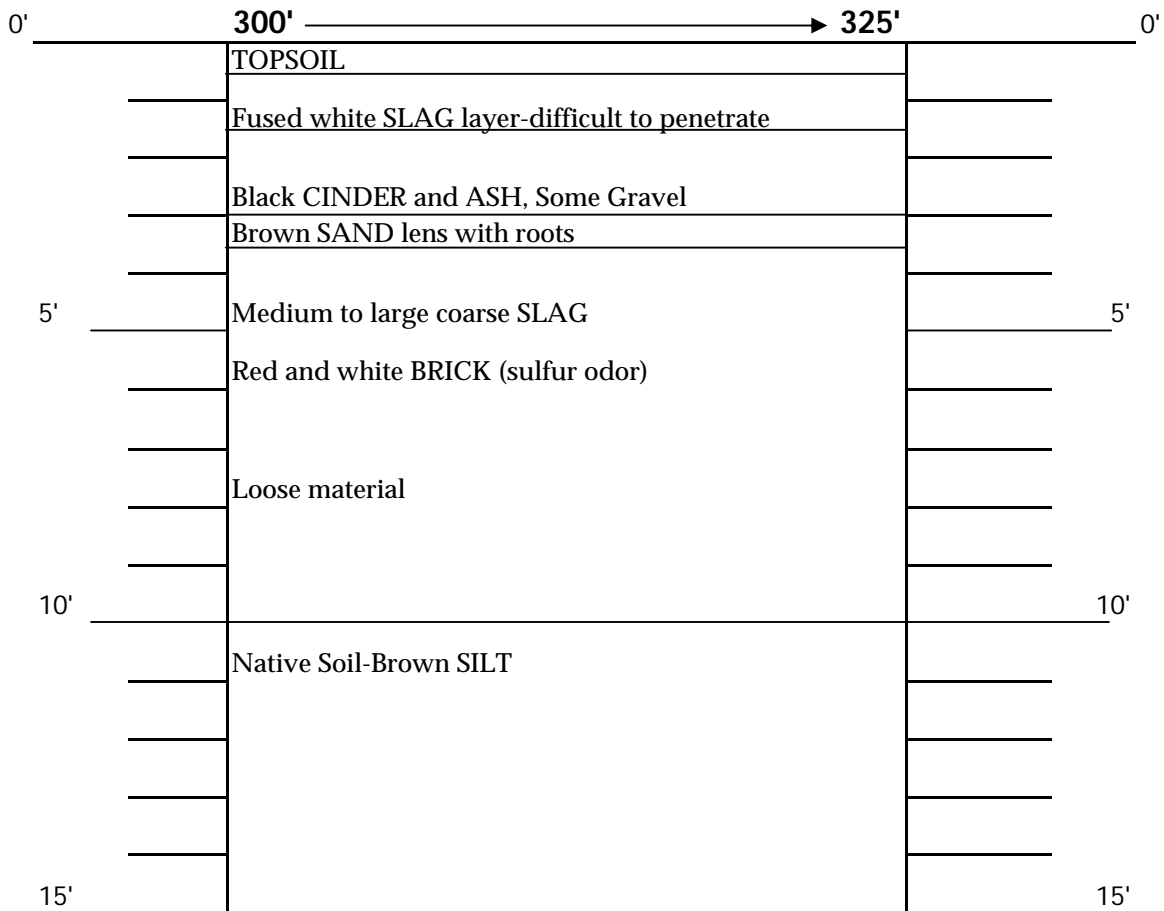 0' 300' 325' 0'
TOPSOIL
Fused white SLAG layer-difficult to penetrate
Black CINDER and ASH, Some Gravel
Brown SAND lens with roots
5' Medium to large coarse SLAG 5'
Red and white BRICK (sulfur odor)
Loose material
10' 10'
Native Soil-Brown SILT
15' 15'